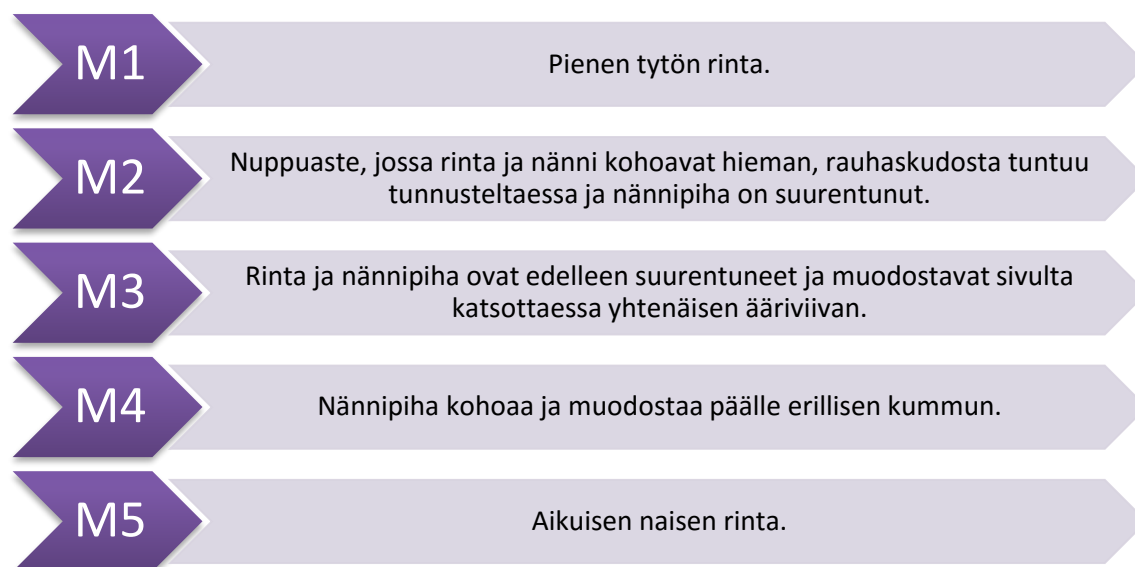 M1
Pienen tytön rinta.
M2
Nuppuaste, jossa rinta ja nänni kohoavat hieman, rauhaskudosta tuntuu
tunnusteltaessa ja nännipiha on suurentunut.
M3
Rinta ja nännipiha ovat edelleen suurentuneet ja muodostavat sivulta
katsottaessa yhtenäisen ääriviivan.
M4
Nännipiha kohoaa ja muodostaa päälle erillisen kummun.
M5
Aikuisen naisen rinta.